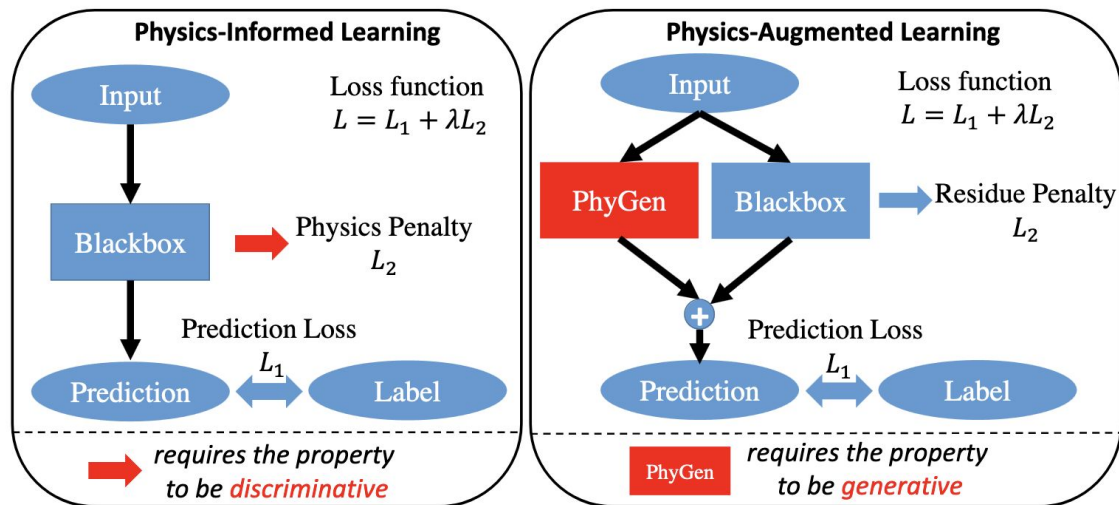 Physics-Informed Learning
Input
Loss function
L = L₁ + λL₂
Blackbox
Physics Penalty
L₂
Prediction Loss
L₁
Prediction
Label
requires the property
to be discriminative
Physics-Augmented Learning
Input
Loss function
L = L₁ + λL₂
PhyGen
Blackbox
Residue Penalty
L₂
+
Prediction Loss
L₁
Prediction
Label
PhyGen
requires the property
to be generative